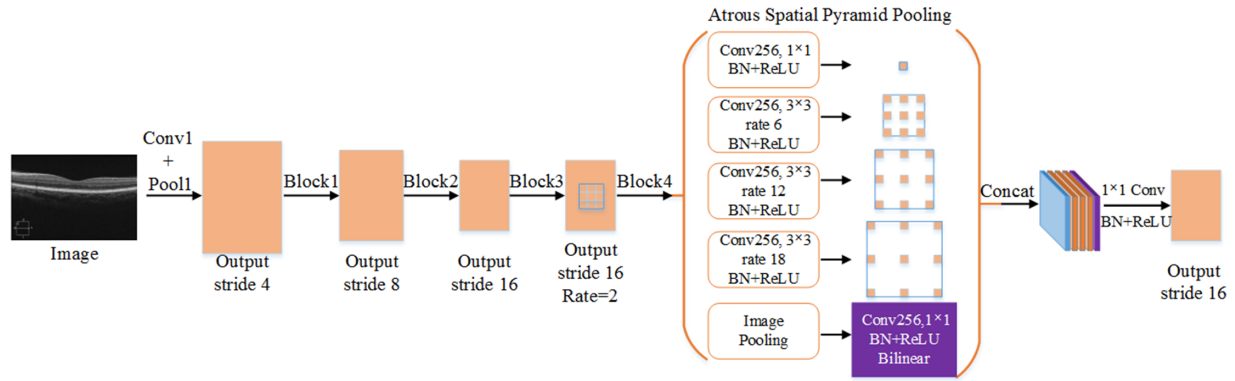 Atrous Spatial Pyramid Pooling
Image
Conv1
+
Pool1
Output
stride 4
Block1
Output
stride 8
Block2
Output
stride 16
Block3
Output
stride 16
Rate=2
Block4
Conv256, 1×1
BN+ReLU
Conv256, 3×3
rate 6
BN+ReLU
Conv256, 3×3
rate 12
BN+ReLU
Conv256, 3×3
rate 18
BN+ReLU
Image
Pooling
Conv256,1×1
BN+ReLU
Bilinear
Concat
1×1 Conv
BN+ReLU
Output
stride 16